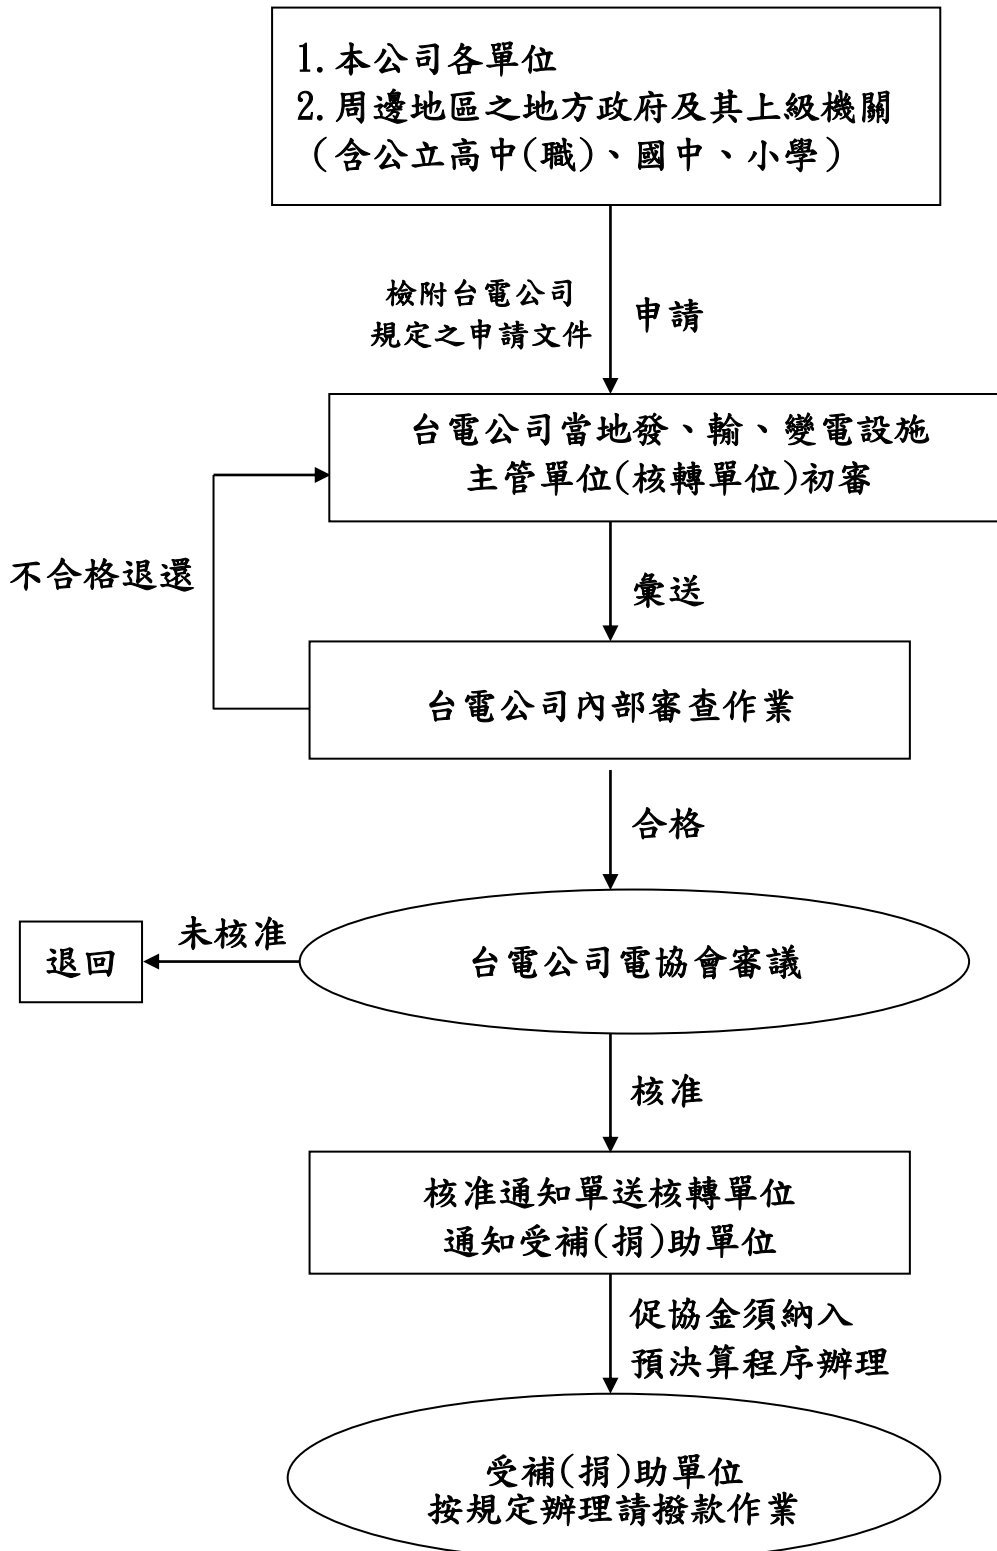 1.本公司各單位
2.周邊地區之地方政府及其上級機關
（含公立高中(職)、國中、小學）
檢附台電公司
規定之申請文件
申請
台電公司當地發、輸、變電設施
主管單位(核轉單位)初審
不合格退還
彙送
台電公司內部審查作業
合格
未核准
退回
台電公司電協會審議
核准
核准通知單送核轉單位
通知受補(捐)助單位
促協金須納入
預決算程序辦理
受補(捐)助單位
按規定辦理請撥款作業